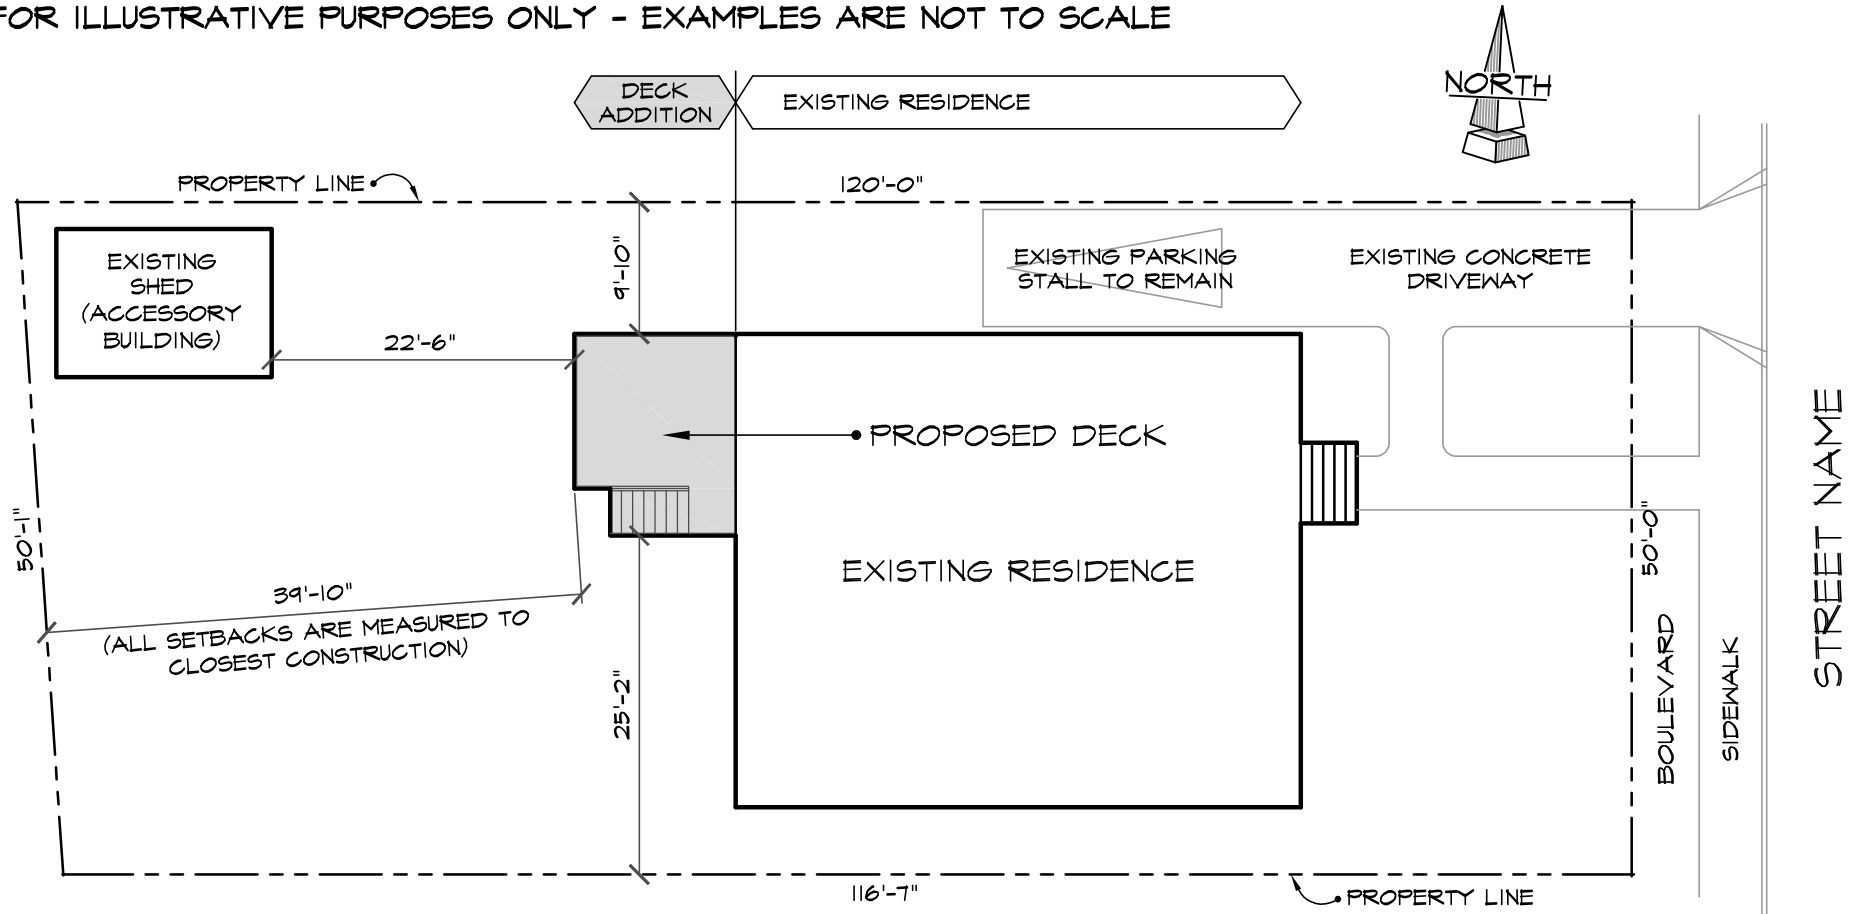 FOR ILLUSTRATIVE PURPOSES ONLY - EXAMPLES ARE NOT TO SCALE
NORTH
DECK
ADDITION
EXISTING RESIDENCE
PROPERTY LINE
120'-0"
EXISTING
SHED
(ACCESSORY
BUILDING)
9'-10"
EXISTING PARKING
STALL TO REMAIN
EXISTING CONCRETE
DRIVEWAY
22'-6"
PROPOSED DECK
STREET NAME
50'-1"
50'-0"
EXISTING RESIDENCE
39'-10"
(ALL SETBACKS ARE MEASURED TO
CLOSEST CONSTRUCTION)
25'-2"
BOULEVARD
SIDEWALK
116'-7"
PROPERTY LINE